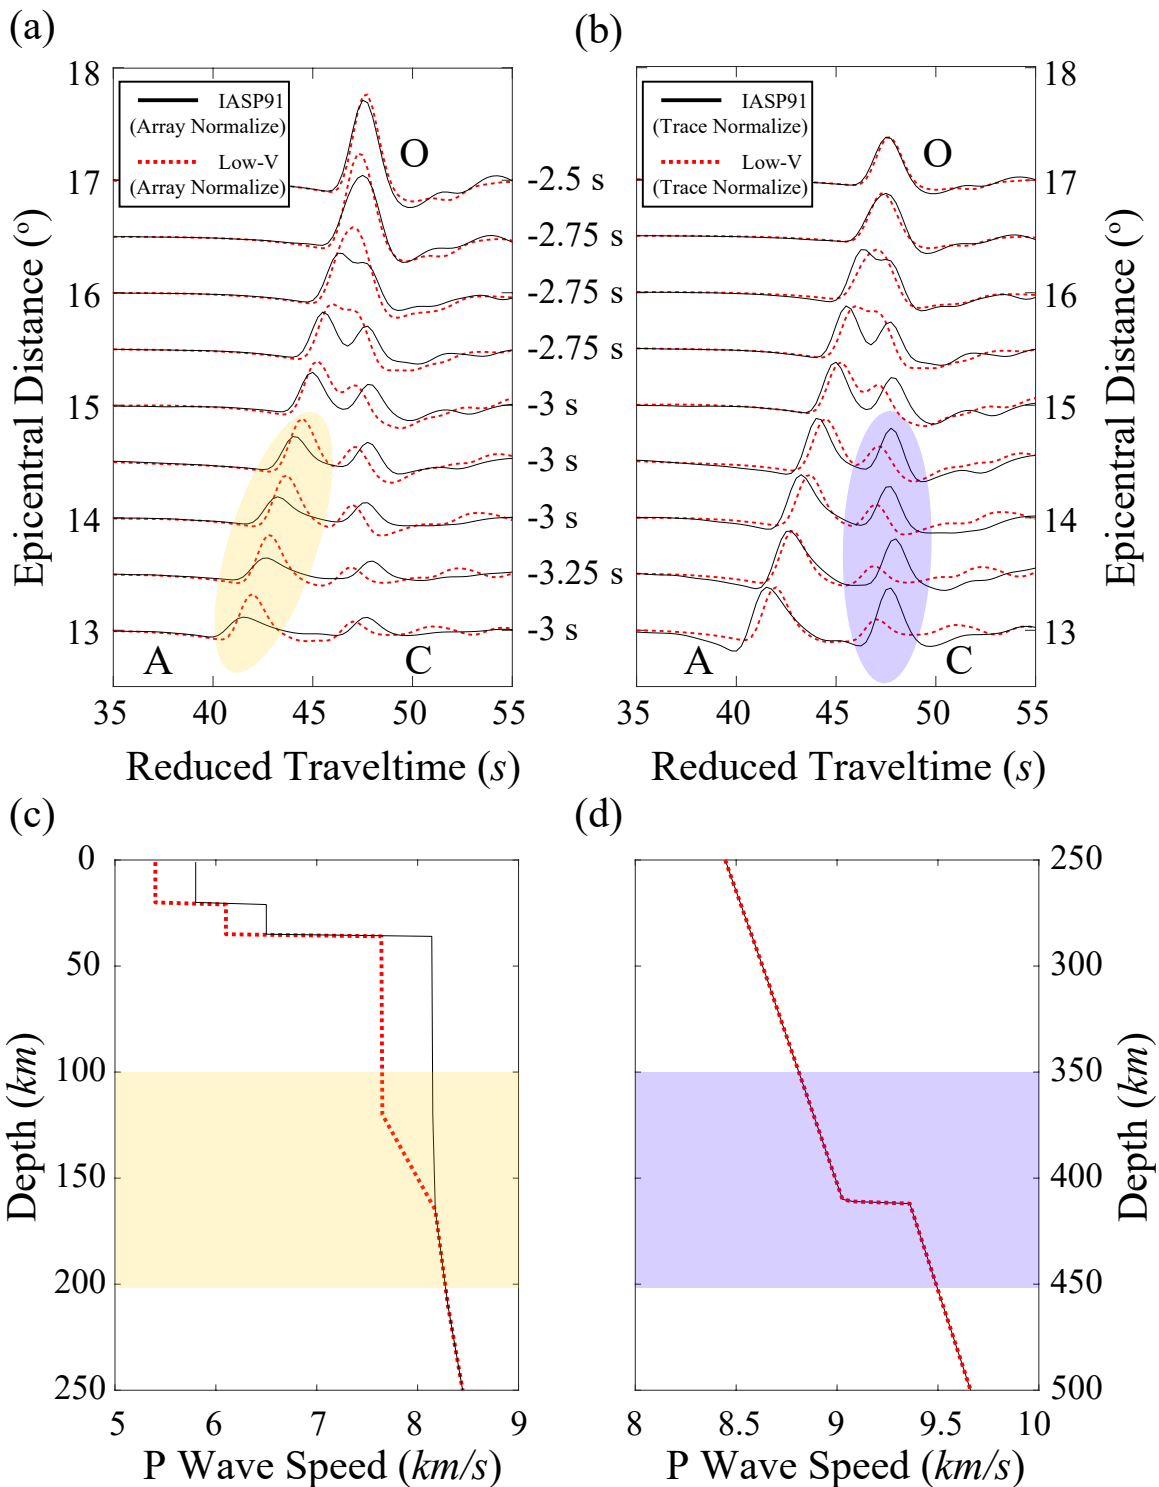 (a)
(b)
18
IASP91
(Array Normalize)
Low-V
(Array Normalize)
O
17
-2.5 s
-2.75 s
16
-2.75 s
-2.75 s
15
-3 s
-3 s
14
-3 s
-3.25 s
13
-3 s
A
C
Epicentral Distance (º)
35
40
45
50
55
Reduced Traveltime (s)
18
IASP91
(Trace Normalize)
Low-V
(Trace Normalize)
O
17
16
15
14
13
A
C
Epicentral Distance (º)
35
40
45
50
55
Reduced Traveltime (s)
(c)
0
50
100
150
200
250
Depth (km)
5
6
7
8
9
P Wave Speed (km/s)
(d)
250
300
350
400
450
500
Depth (km)
8
8.5
9
9.5
10
P Wave Speed (km/s)